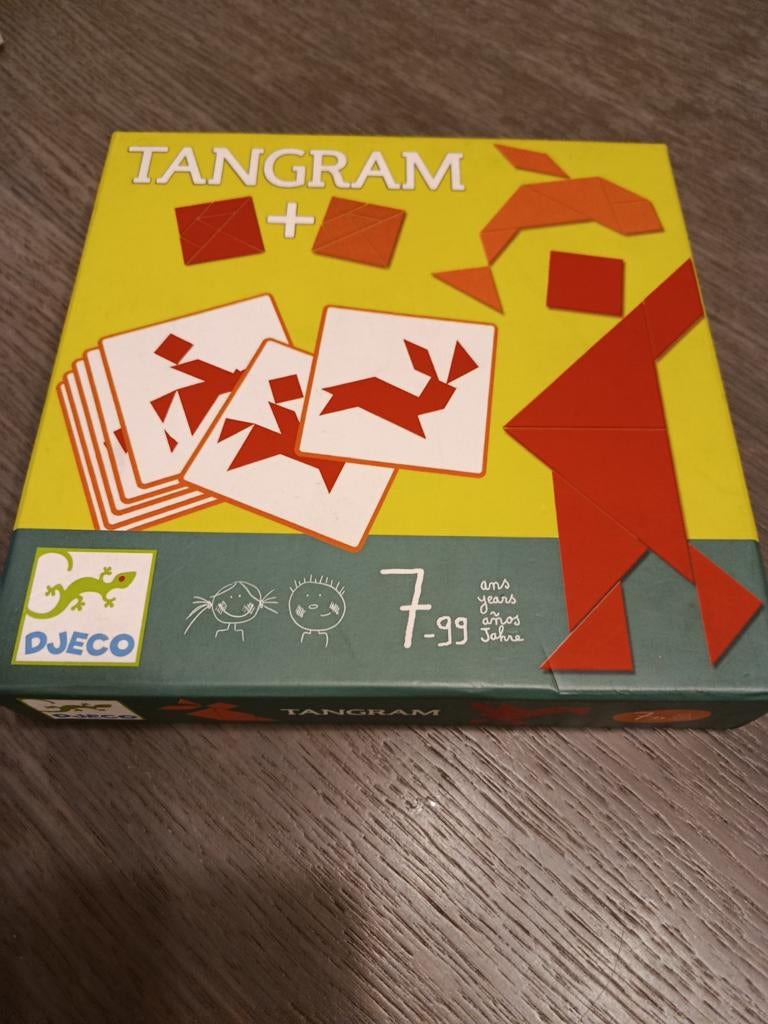 TANGRAM
+
DJECO
7-99
ans
years
años
Jahre
DJECO
TANGRAM